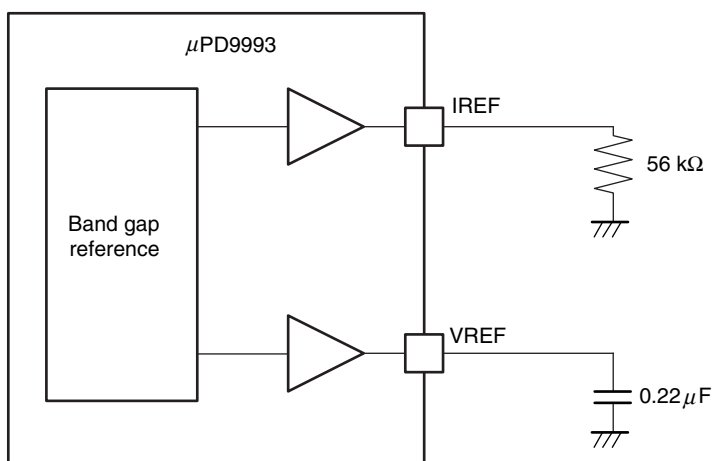 μPD9993
IREF
56 kΩ
Band gap
reference
VREF
0.22 μF